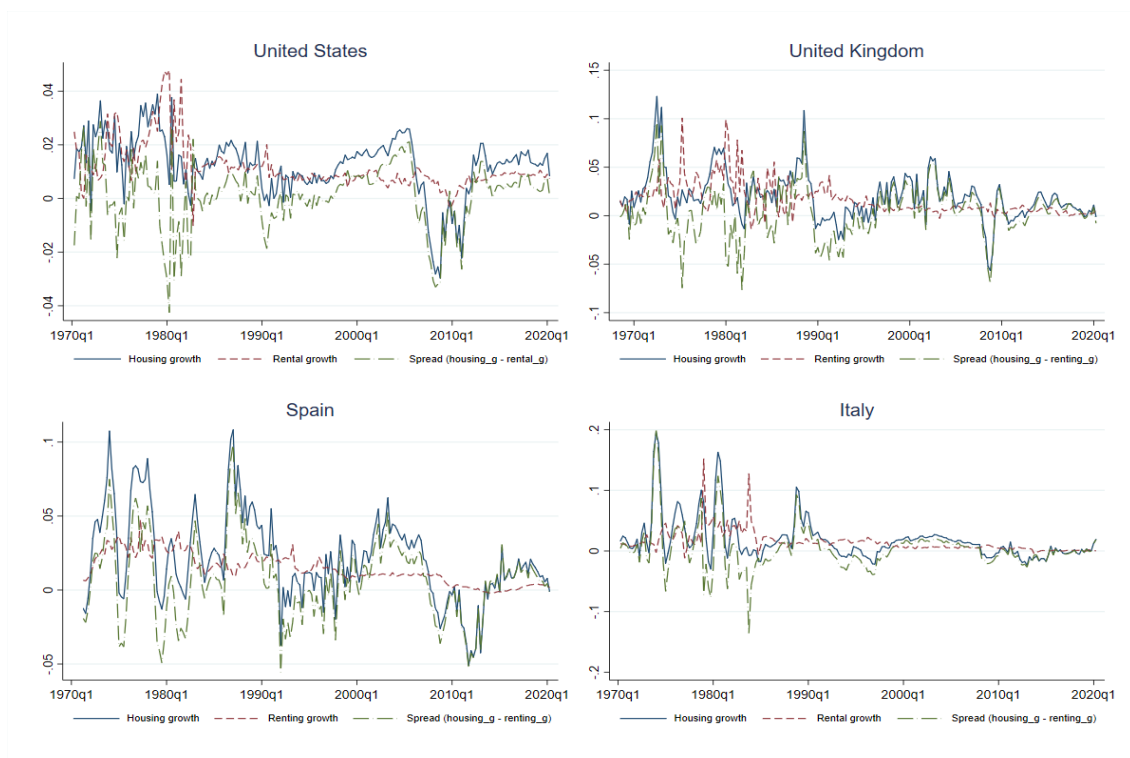 United States
.04
.02
0
-.02
-.04
1970q1 1980q1 1990q1 2000q1 2010q1 2020q1
Housing growth Rental growth Spread (housing_g - rental_g)
United Kingdom
.15
.1
.05
0
-.05
-.1
1970q1 1980q1 1990q1 2000q1 2010q1 2020q1
Housing growth Renting growth Spread (housing_g - renting_g)
Spain
.1
.05
0
-.05
1970q1 1980q1 1990q1 2000q1 2010q1 2020q1
Housing growth Renting growth Spread (housing_g - renting_g)
Italy
.2
.1
0
-.1
-.2
1970q1 1980q1 1990q1 2000q1 2010q1 2020q1
Housing growth Rental growth Spread (housing_g - renting_g)